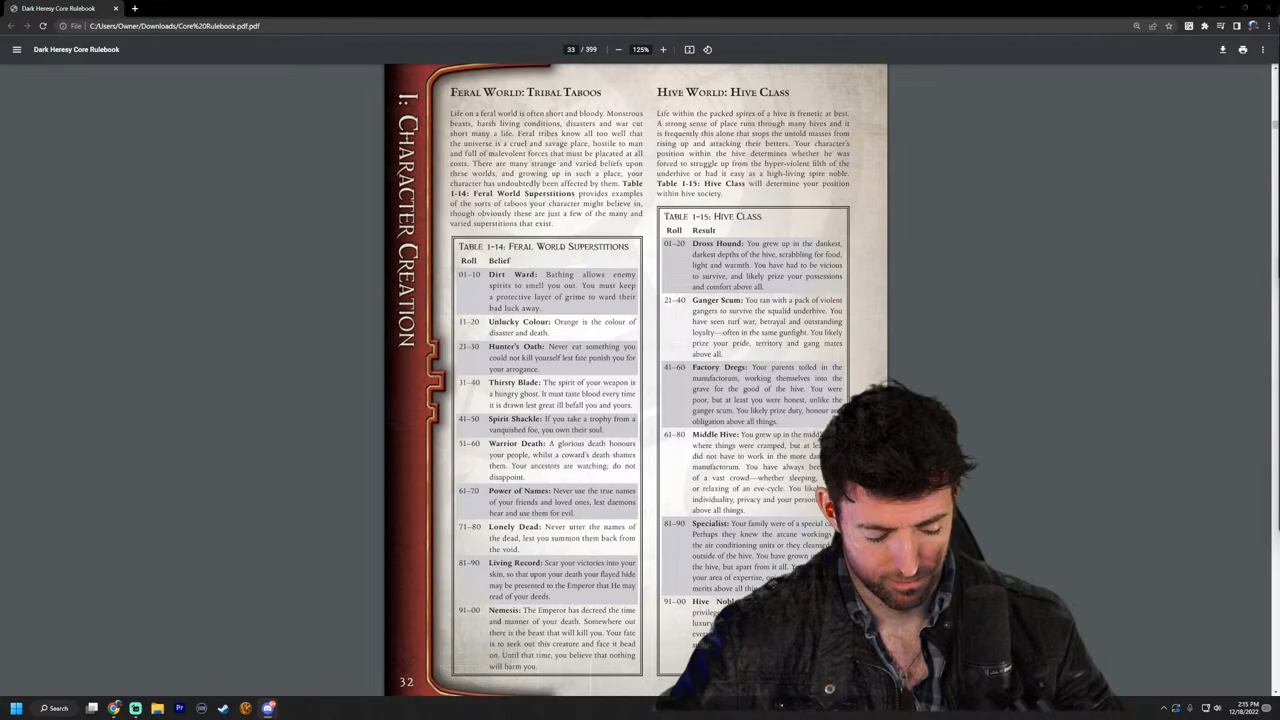 Dark Heresy Core Rulebook
File
C:/Users/Owner/Downloads/Core%20Rulebook.pdf.pdf
Dark Heresy Core Rulebook
33 / 399
125%
I: Character Creation
Feral World: Tribal Taboos
Life on a feral world is often short and bloody. Monstrous
beasts, harsh living conditions, disasters and war cut
short many a life. Feral tribes know all too well that
the universe is a cruel and savage place, hostile to man
and full of malevolent forces that must be placated at all
costs. There are many strange and varied beliefs upon
these worlds, and growing up in such a place, your
character has undoubtedly been affected by them. Table
1-14: Feral World Superstitions provides examples
of the sorts of taboos your character might believe in,
though obviously these are just a few of the many and
varied superstitions that exist.
Table 1-14: Feral World Superstitions
Roll Belief
01–10 Dirt Ward: Bathing allows enemy
spirits to smell you out. You must keep
a protective layer of grime to ward their
bad luck away.
11–20 Unlucky Colour: Orange is the colour of
disaster and death.
21–30 Hunter's Oath: Never eat something you
could not kill yourself lest fate punish you for
your arrogance.
31–40 Thirsty Blade: The spirit of your weapon is
a hungry ghost. It must taste blood every time
it is drawn lest great ill befall you and yours.
41–50 Spirit Shackle: If you take a trophy from a
vanquished foe, you own their soul.
51–60 Warrior Death: A glorious death honours
your people, whilst a coward's death shames
them. Your ancestors are watching; do not
disappoint.
61–70 Power of Names: Never use the true names
of your friends and loved ones, lest daemons
hear and use them for evil.
71–80 Lonely Dead: Never utter the names of
the dead, lest you summon them back from
the void.
81–90 Living Record: Scar your victories into your
skin, so that upon your death your flayed hide
may be presented to the Emperor that He may
read of your deeds.
91–00 Nemesis: The Emperor has decreed the time
and manner of your death. Somewhere out
there is the beast that will kill you. Your fate
is to seek out this creature and face it head
on. Until that time, you believe that nothing
will harm you.
32
Hive World: Hive Class
Life within the packed spires of a hive is frenetic at best.
A strong sense of place runs through many hives and it
is frequently this alone that stops the untold masses from
rising up and attacking their betters. Your character's
position within the hive determines whether he was
forced to struggle up from the hyper-violent filth of the
underhive or had it easy as a high-living spire noble.
Table 1-15: Hive Class will determine your position
within hive society.
Table 1-15: Hive Class
Roll Result
01–20 Dross Hound: You grew up in the dankest,
darkest depths of the hive, scrabbling for food,
light and warmth. You have had to be vicious
to survive, and likely prize your possessions
and comfort above all.
21–40 Ganger Scum: You ran with a pack of violent
gangers to survive the squalid underhive. You
have seen turf war, betrayal and outstanding
loyalty—often in the same gunfight. You likely
prize your pride, territory and gang mates
above all.
41–60 Factory Dregs: Your parents toiled in the
manufactorum, working themselves into the
grave for the good of the hive. You were
poor, but at least you were honest, unlike the
ganger scum. You likely prize duty, honour
obligation above all things.
61–80 Middle Hive: You grew up in the
where things were cramped, but at
did not have to work in the more
manufactorum. You have always
of a vast crowd—whether sleeping,
or relaxing of an eve-cycle. You
individuality, privacy and your
above all things.
81–90 Specialist: Your family were of a special
Perhaps they knew the arcane workings
the air conditioning units or they
outside of the hive. You have grown
the hive, but apart from it all.
your area of expertise,
merits above all
91–00 Hive
luxury
Search
2:15 PM
12/18/2022